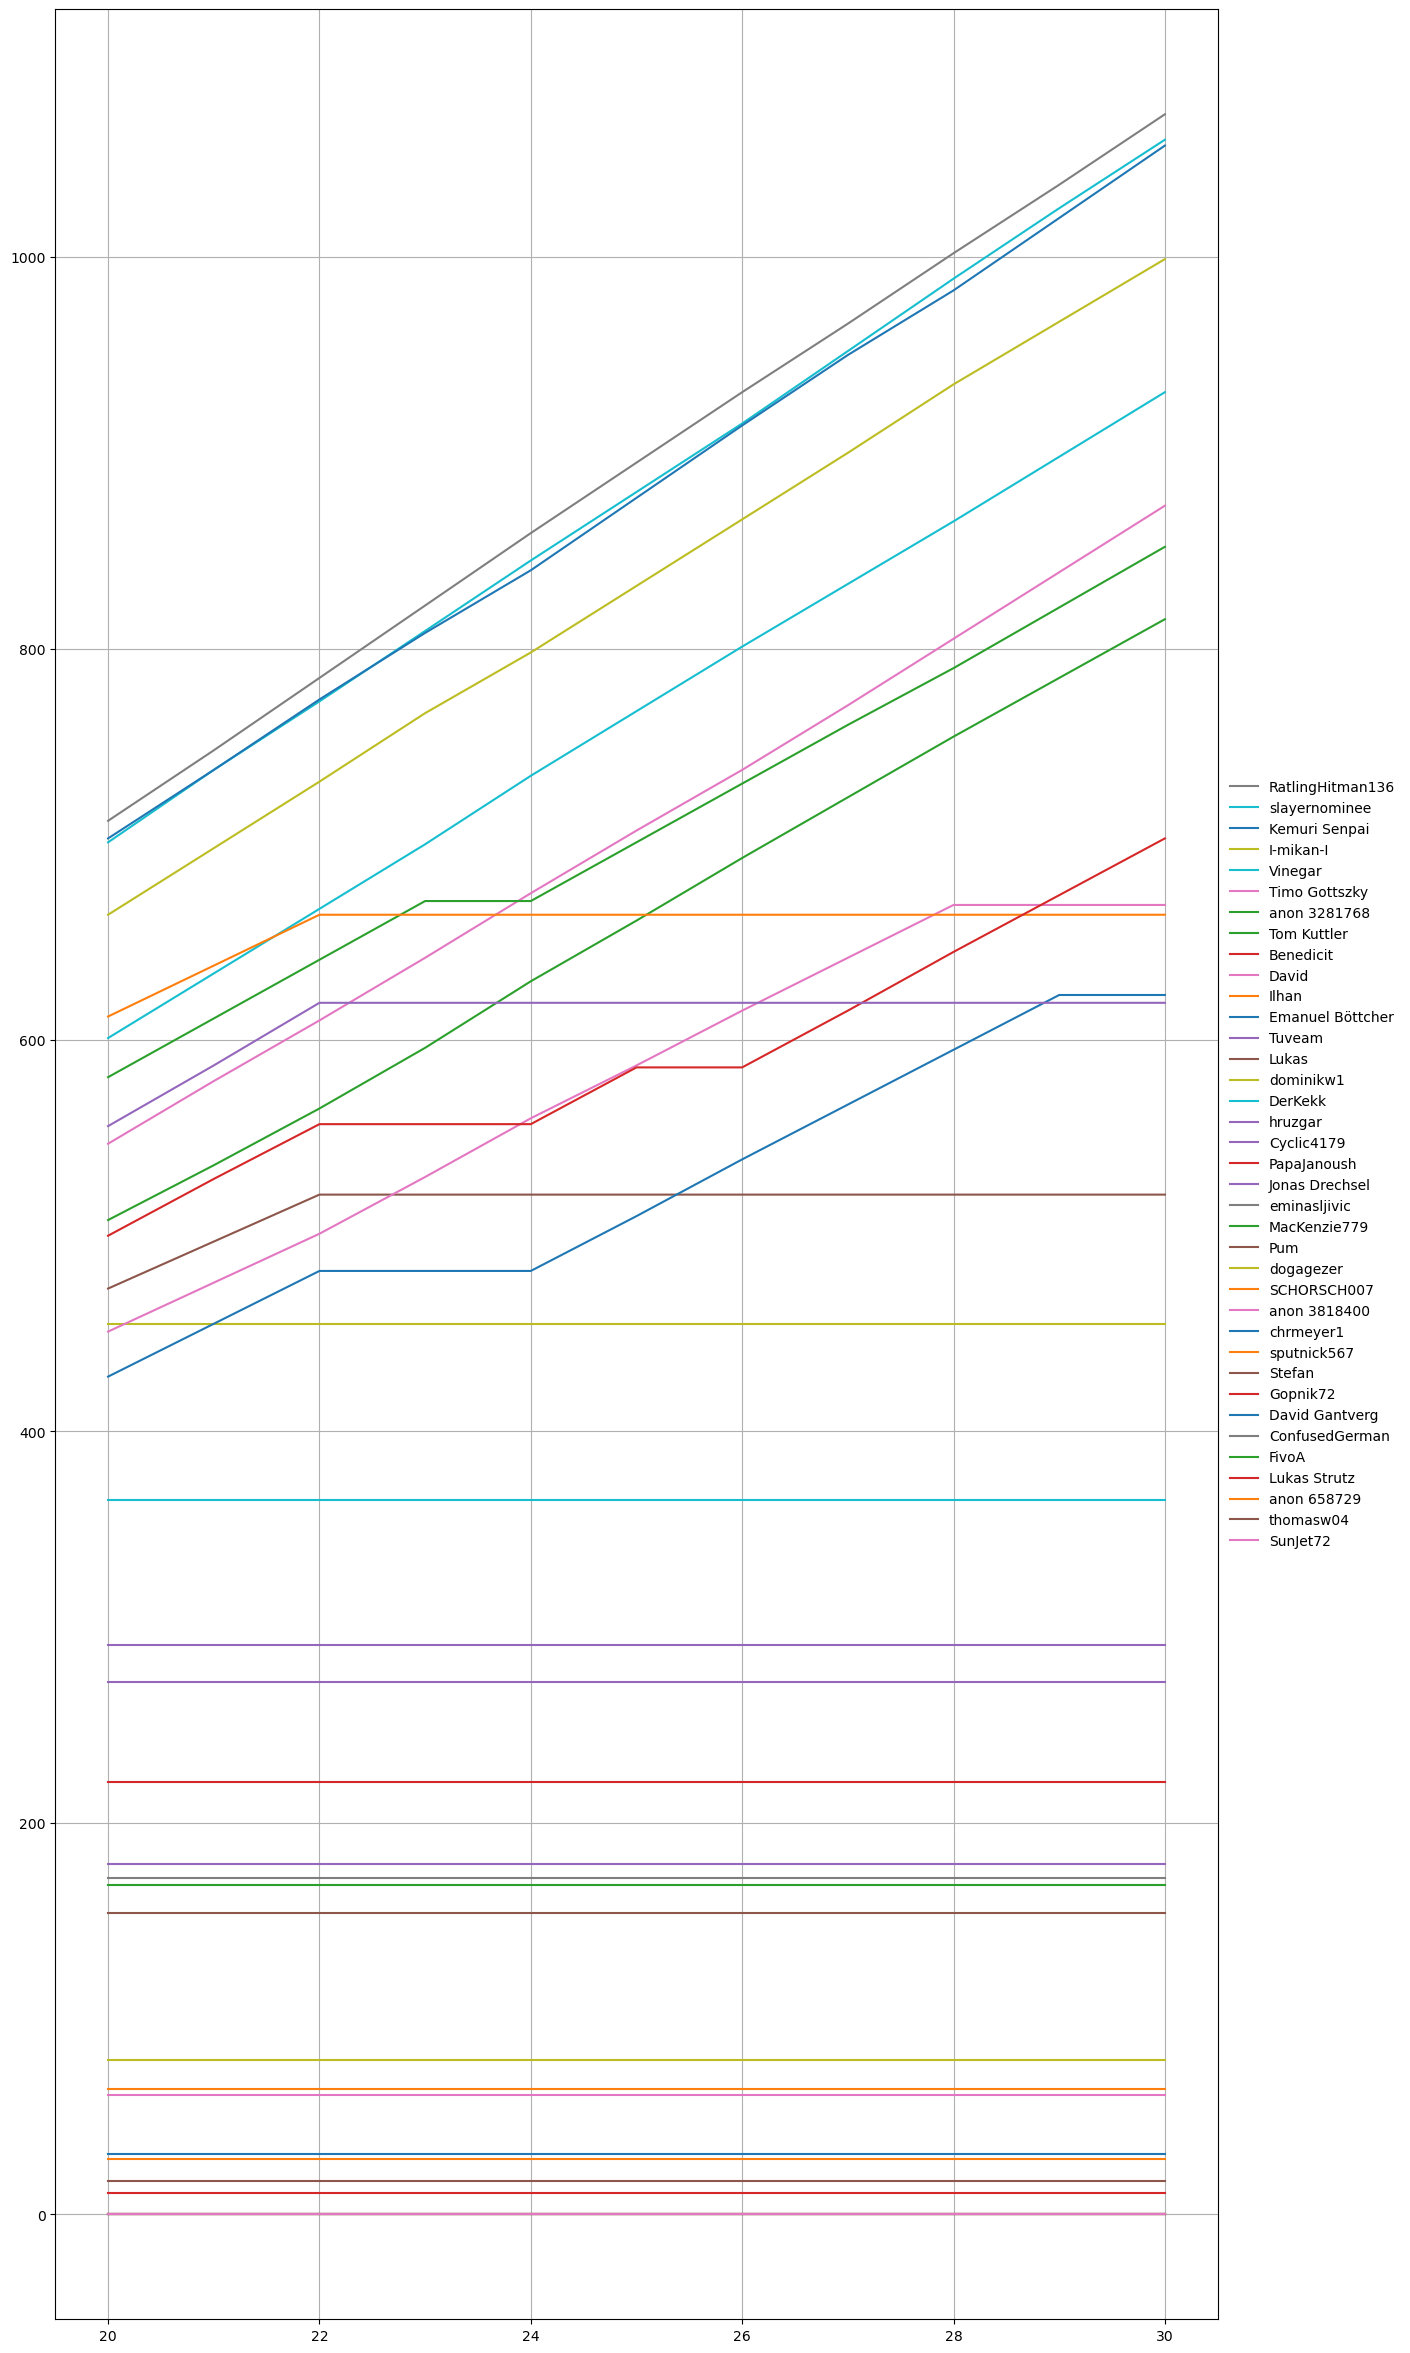 1000
800
600
400
200
0
20 22 24 26 28 30
RatlingHitman136
slayernominee
Kemuri Senpai
I-mikan-I
Vinegar
Timo Gottszky
anon 3281768
Tom Kuttler
Benedicit
David
Ilhan
Emanuel Böttcher
Tuveam
Lukas
dominikw1
DerKekk
hruzgar
Cyclic4179
PapaJanoush
Jonas Drechsel
eminasljivic
MacKenzie779
Pum
dogagezer
SCHORSCH007
anon 3818400
chrmeyer1
sputnick567
Stefan
Gopnik72
David Gantverg
ConfusedGerman
FivoA
Lukas Strutz
anon 658729
thomasw04
SunJet72